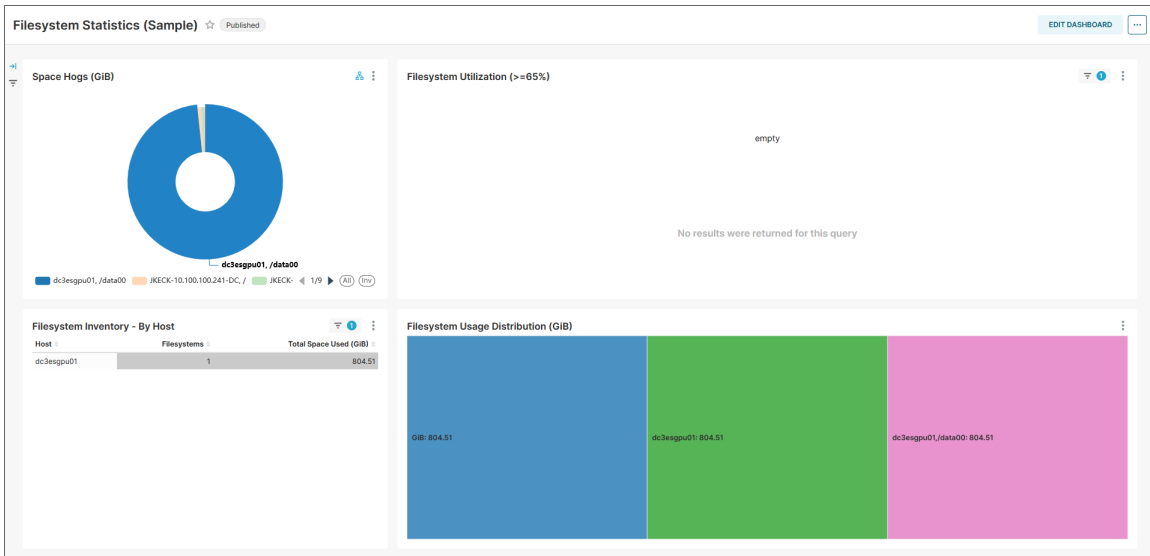 Filesystem Statistics (Sample) Published
EDIT DASHBOARD
Space Hogs (GiB)
dc3esgpu01, /data00
dc3esgpu01, /data00 JKECK-10.100.100.241-DC, / JKECK- 1/9 All Inv
Filesystem Utilization (>=65%)
1
empty
No results were returned for this query
Filesystem Inventory - By Host
1
Host Filesystems Total Space Used (GiB)
dc3esgpu01 1 804.51
Filesystem Usage Distribution (GiB)
GiB: 804.51
dc3esgpu01: 804.51
dc3esgpu01,/data00: 804.51